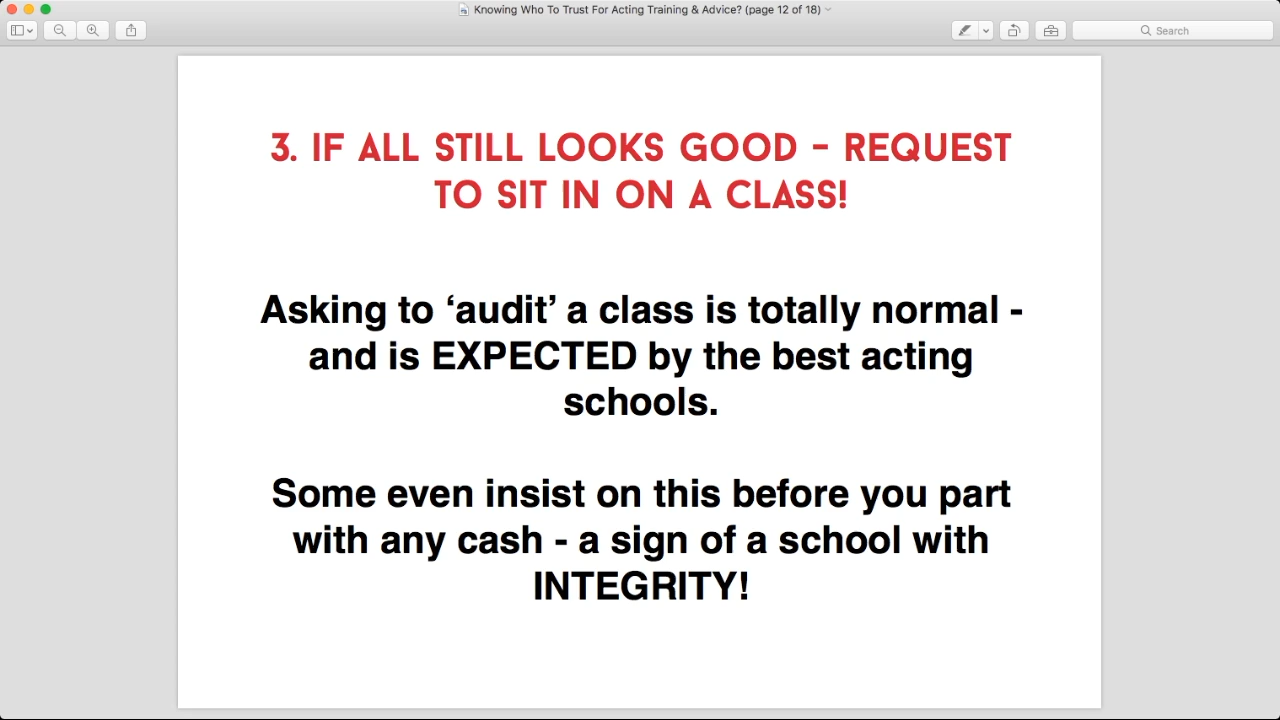 Knowing Who To Trust For Acting Training & Advice? (page 12 of 18)
Search
3. IF ALL STILL LOOKS GOOD - REQUEST
TO SIT IN ON A CLASS!
Asking to ‘audit’ a class is totally normal -
and is EXPECTED by the best acting
schools.
Some even insist on this before you part
with any cash - a sign of a school with
INTEGRITY!